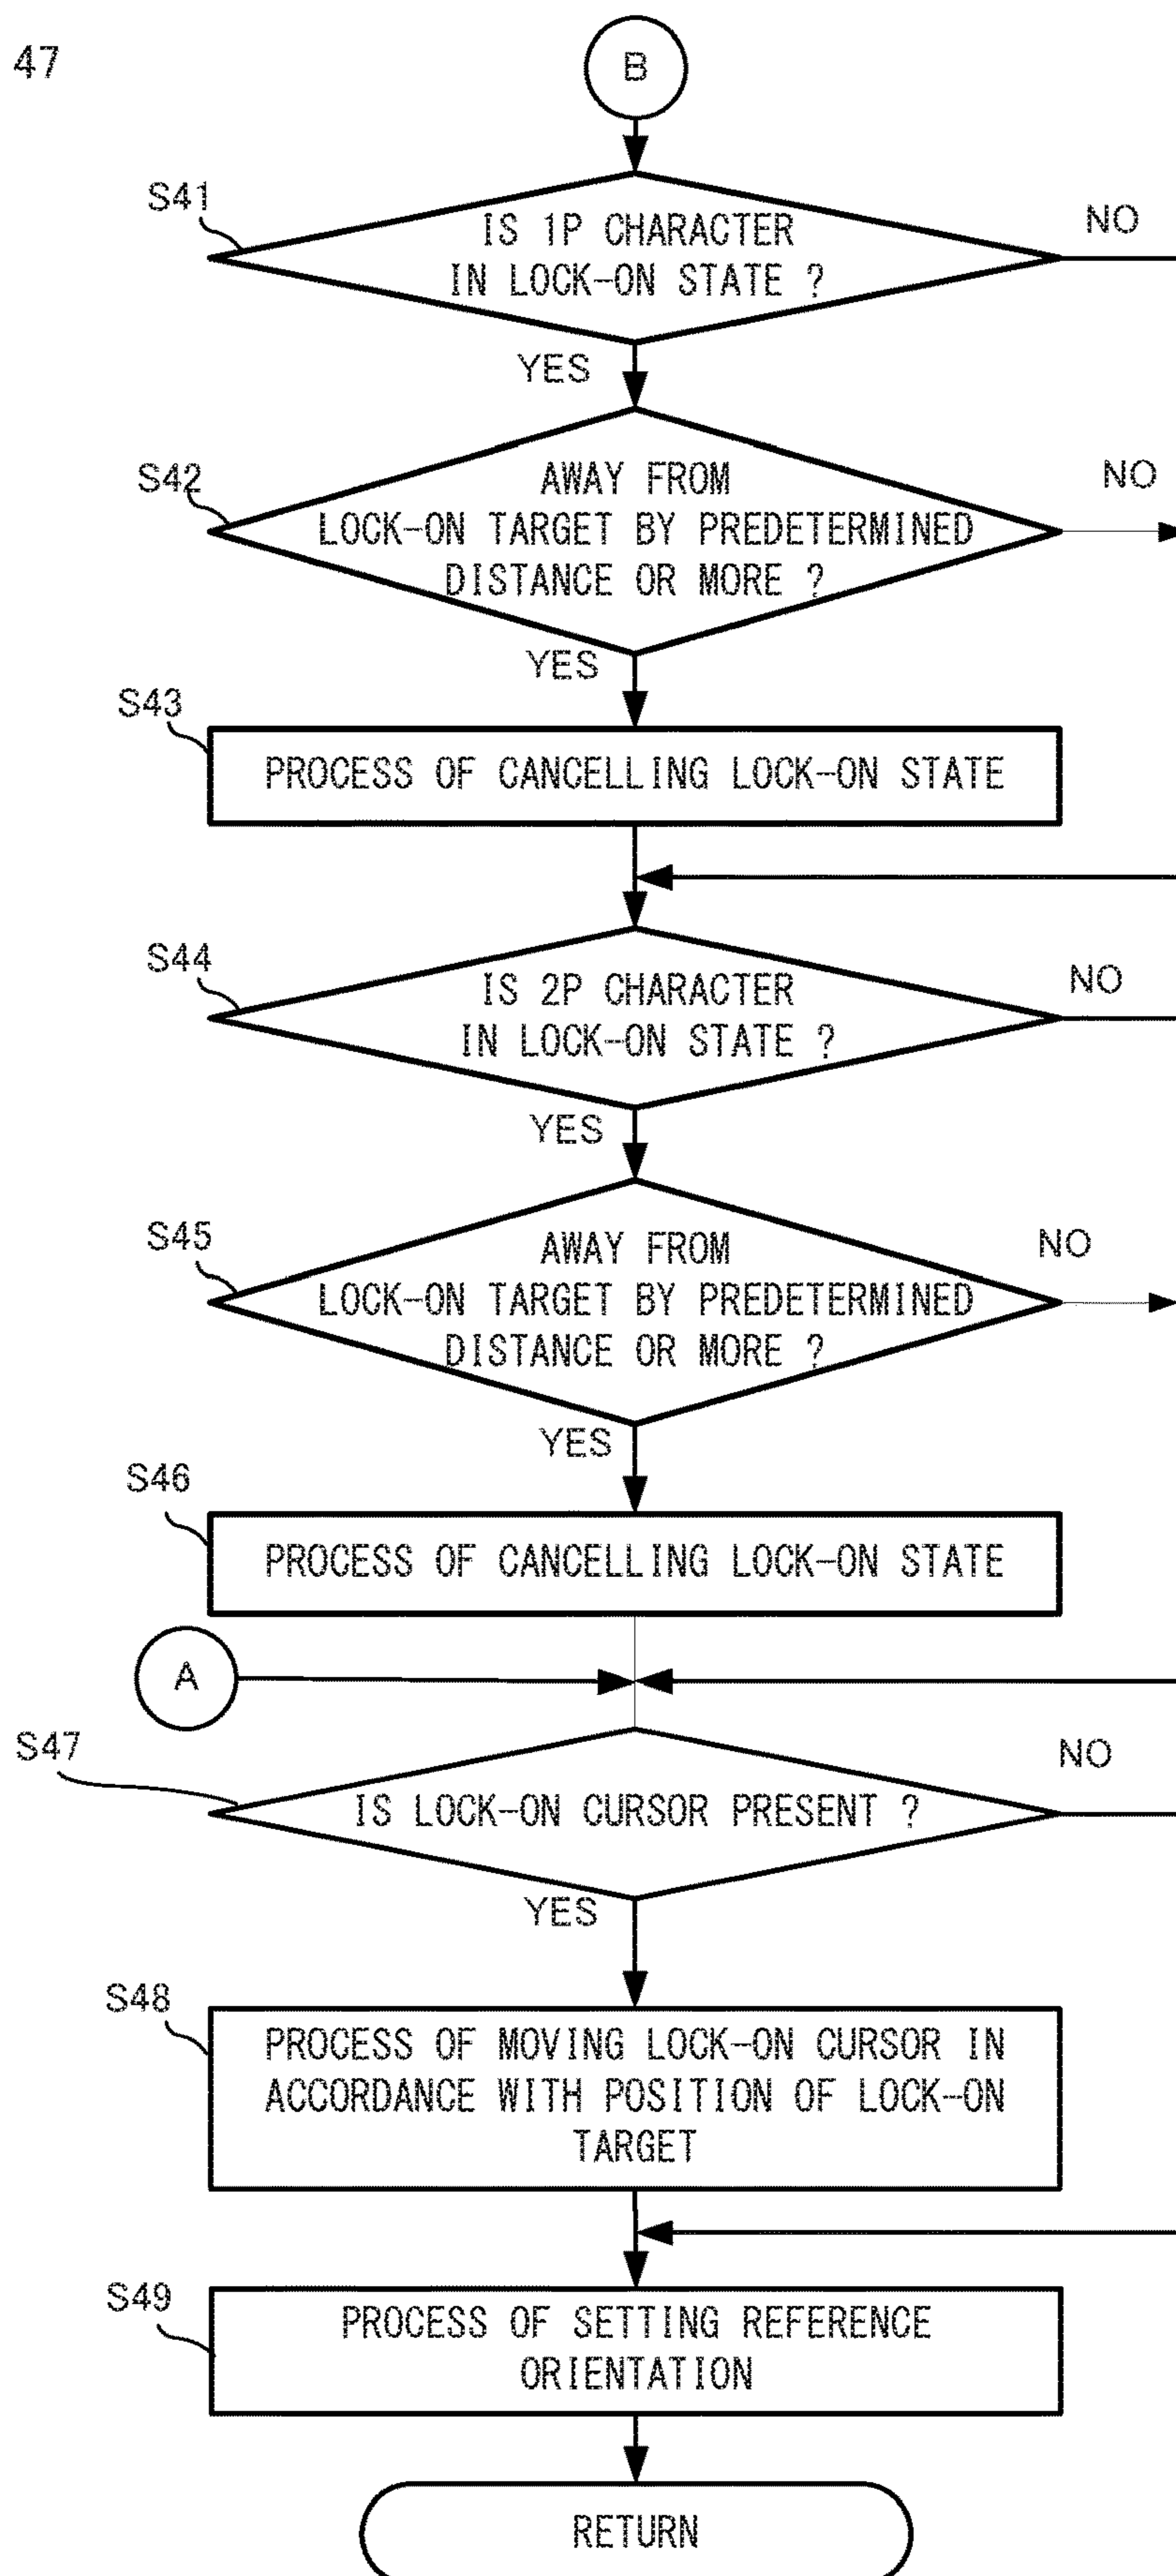 47
B
S41
IS 1P CHARACTER
IN LOCK-ON STATE ?
NO
YES
S42
AWAY FROM
LOCK-ON TARGET BY PREDETERMINED
DISTANCE OR MORE ?
NO
YES
S43
PROCESS OF CANCELLING LOCK-ON STATE
S44
IS 2P CHARACTER
IN LOCK-ON STATE ?
NO
YES
S45
AWAY FROM
LOCK-ON TARGET BY PREDETERMINED
DISTANCE OR MORE ?
NO
YES
S46
PROCESS OF CANCELLING LOCK-ON STATE
A
S47
IS LOCK-ON CURSOR PRESENT ?
NO
YES
S48
PROCESS OF MOVING LOCK-ON CURSOR IN
ACCORDANCE WITH POSITION OF LOCK-ON
TARGET
S49
PROCESS OF SETTING REFERENCE
ORIENTATION
RETURN